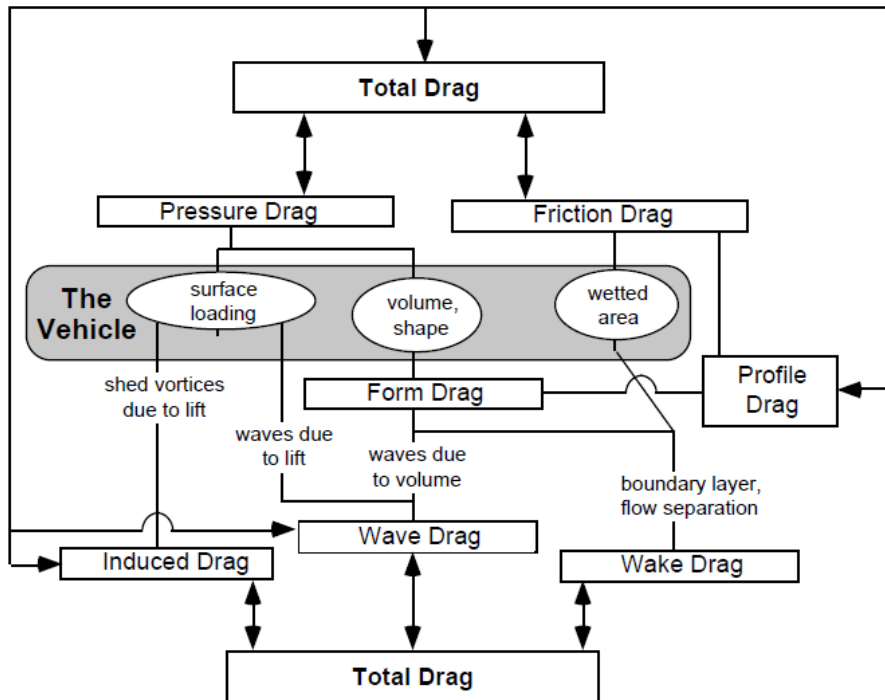 Total Drag
Pressure Drag
Friction Drag
The
Vehicle
surface
loading
volume,
shape
wetted
area
shed vortices
due to lift
Form Drag
Profile
Drag
waves due
to lift
waves due
to volume
boundary layer,
flow separation
Wave Drag
Induced Drag
Wake Drag
Total Drag